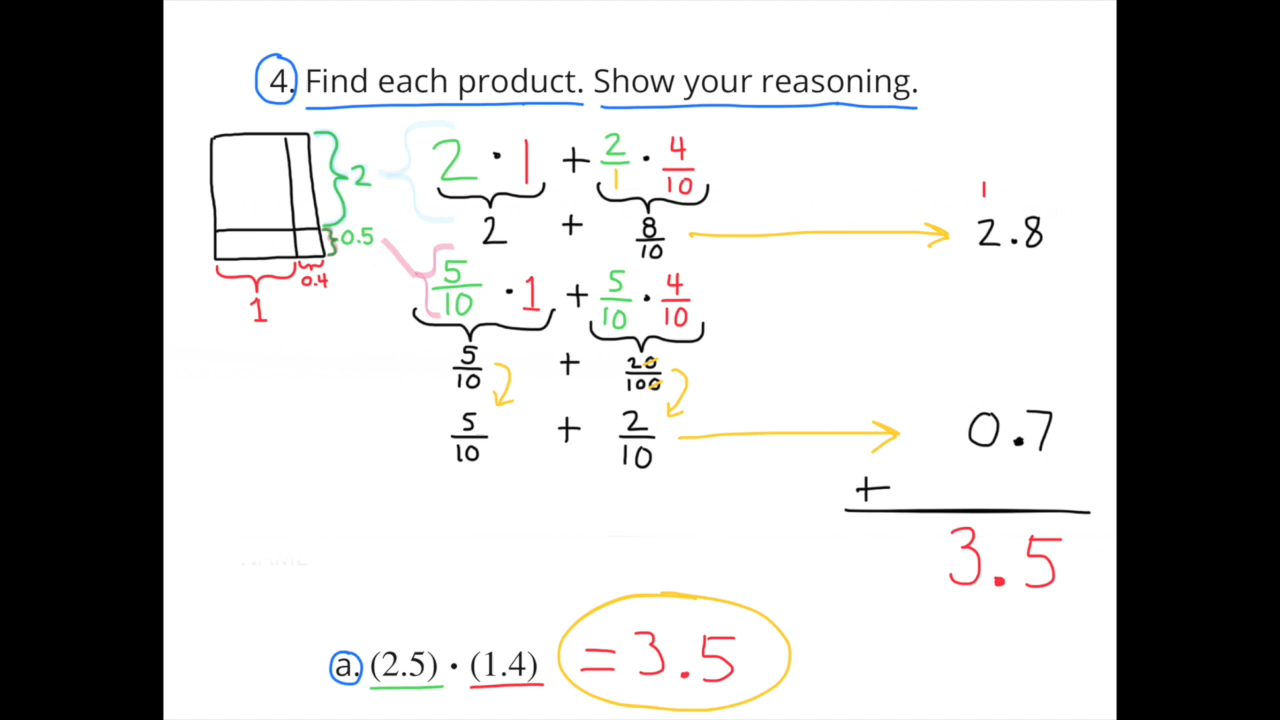 4. Find each product. Show your reasoning.
2 2 · 1 + 2/1 · 4/10
1
0.5 2 + 8/10 2.8
0.4
1 5/10 · 1 + 5/10 · 4/10
5/10 + 20/100
5/10 + 2/10 0.7
+
3.5
a. (2.5) · (1.4) = 3.5